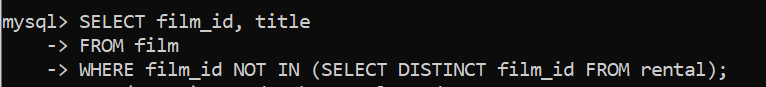 mysql> SELECT film_id, title
-> FROM film
-> WHERE film_id NOT IN (SELECT DISTINCT film_id FROM rental);